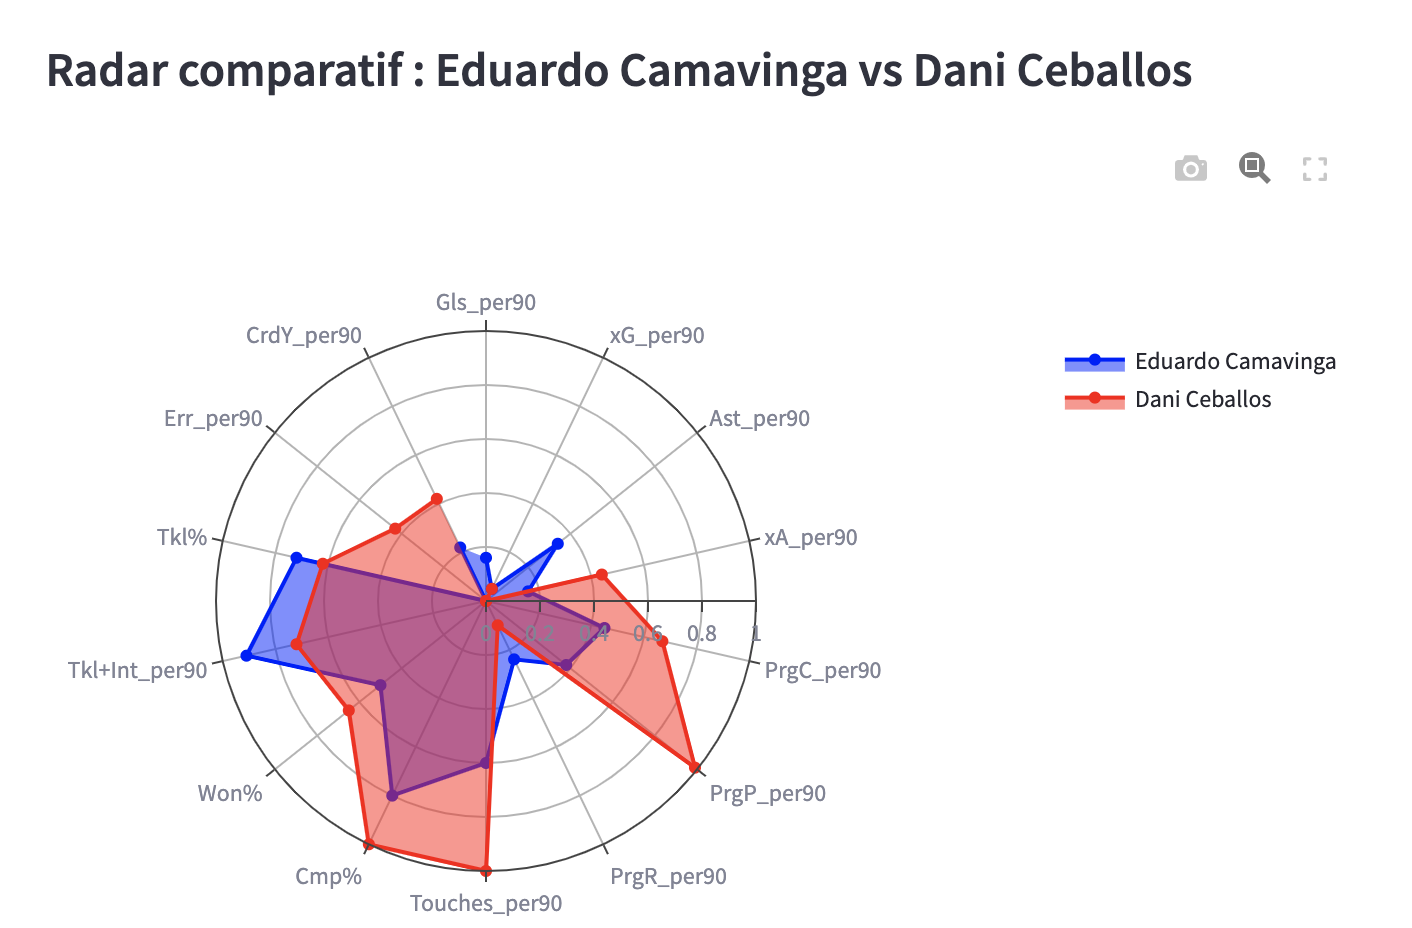 Radar comparatif : Eduardo Camavinga vs Dani Ceballos
Gls_per90
CrdY_per90
xG_per90
Eduardo Camavinga
Dani Ceballos
Err_per90
Ast_per90
Tkl%
xA_per90
0 0.2 0.4 0.6 0.8 1
Tkl+Int_per90
PrgC_per90
Won%
PrgP_per90
Cmp%
PrgR_per90
Touches_per90